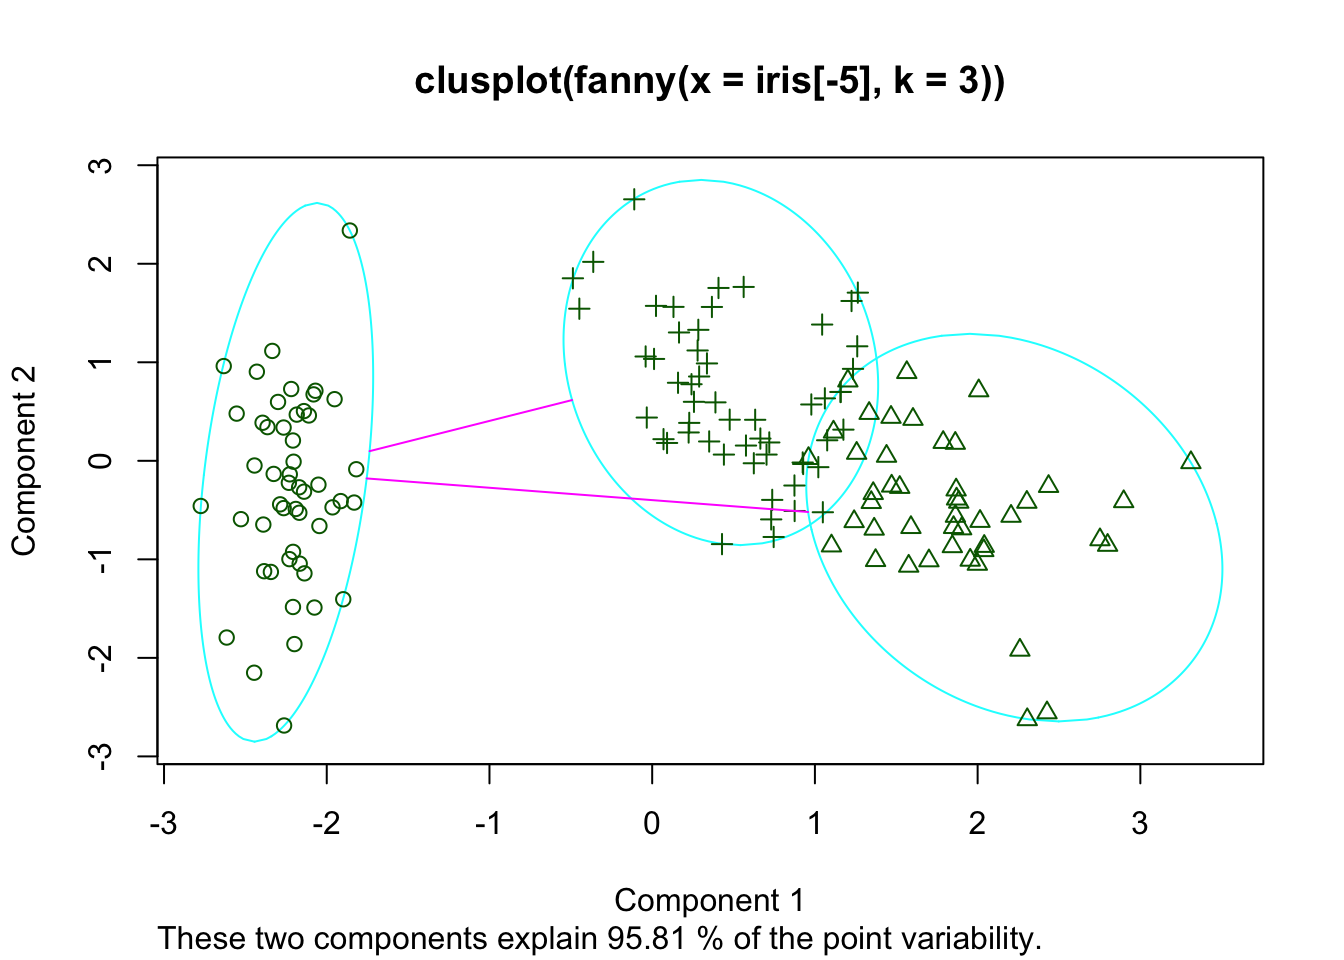 clusplot(fanny(x = iris[-5], k = 3))
3
2
1
0
-1
-2
-3
Component 2
-3 -2 -1 0 1 2 3
Component 1
These two components explain 95.81 % of the point variability.